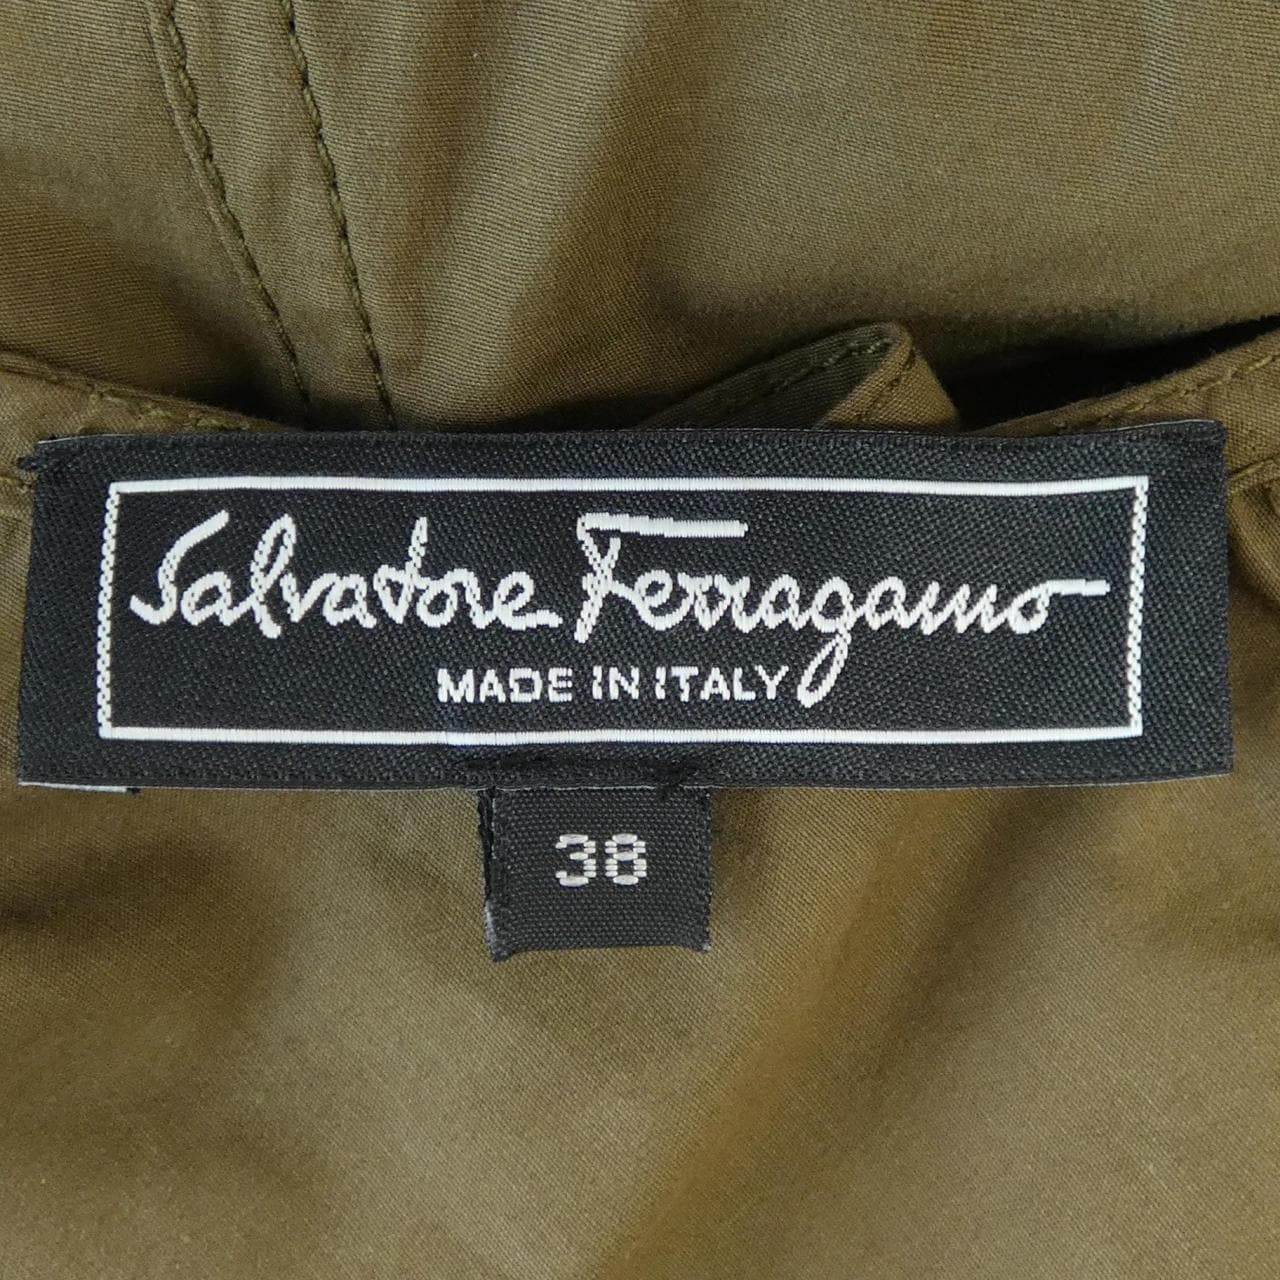 Salvatore Ferragamo
MADE IN ITALY
38